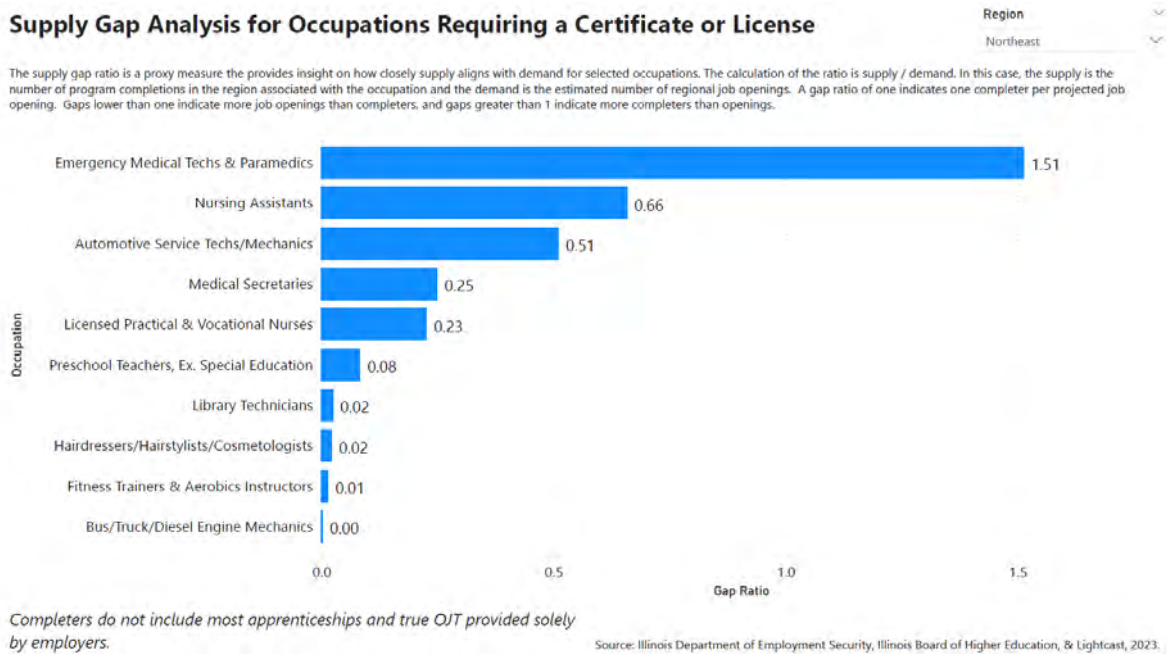 Supply Gap Analysis for Occupations Requiring a Certificate or License
Region
Northeast
The supply gap ratio is a proxy measure the provides insight on how closely supply aligns with demand for selected occupations. The calculation of the ratio is supply / demand. In this case, the supply is the
number of program completions in the region associated with the occupation and the demand is the estimated number of regional job openings. A gap ratio of one indicates one completer per projected job
opening. Gaps lower than one indicate more job openings than completers, and gaps greater than 1 indicate more completers than openings.
Occupation
Emergency Medical Techs & Paramedics 1.51
Nursing Assistants 0.66
Automotive Service Techs/Mechanics 0.51
Medical Secretaries 0.25
Licensed Practical & Vocational Nurses 0.23
Preschool Teachers, Ex. Special Education 0.08
Library Technicians 0.02
Hairdressers/Hairstylists/Cosmetologists 0.02
Fitness Trainers & Aerobics Instructors 0.01
Bus/Truck/Diesel Engine Mechanics 0.00
0.0 0.5 1.0 1.5
Gap Ratio
Completers do not include most apprenticeships and true OJT provided solely
by employers.
Source: Illinois Department of Employment Security, Illinois Board of Higher Education, & Lightcast, 2023.